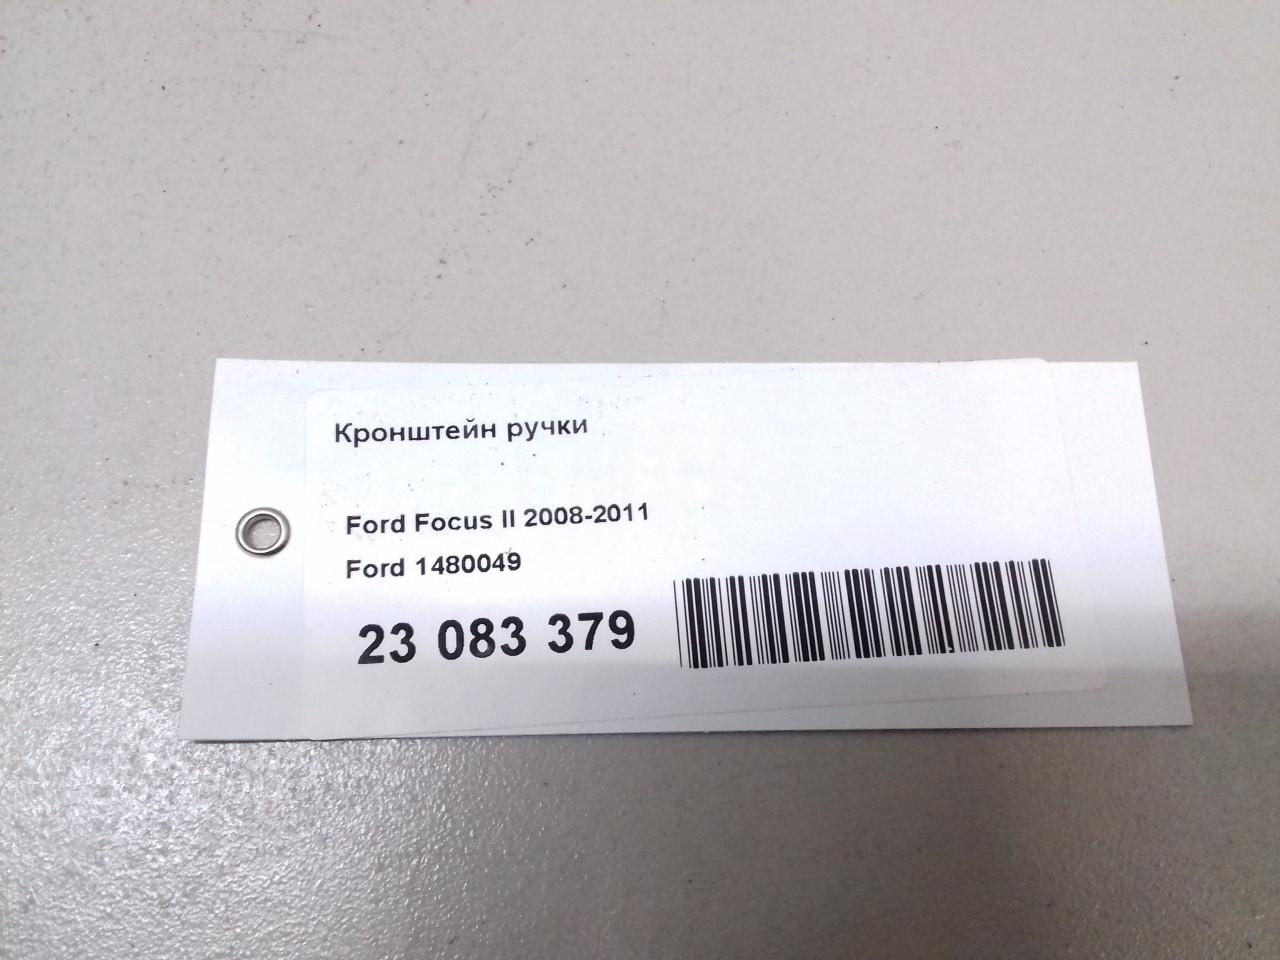 Кронштейн ручки
Ford Focus II 2008-2011
Ford 1480049
23 083 379